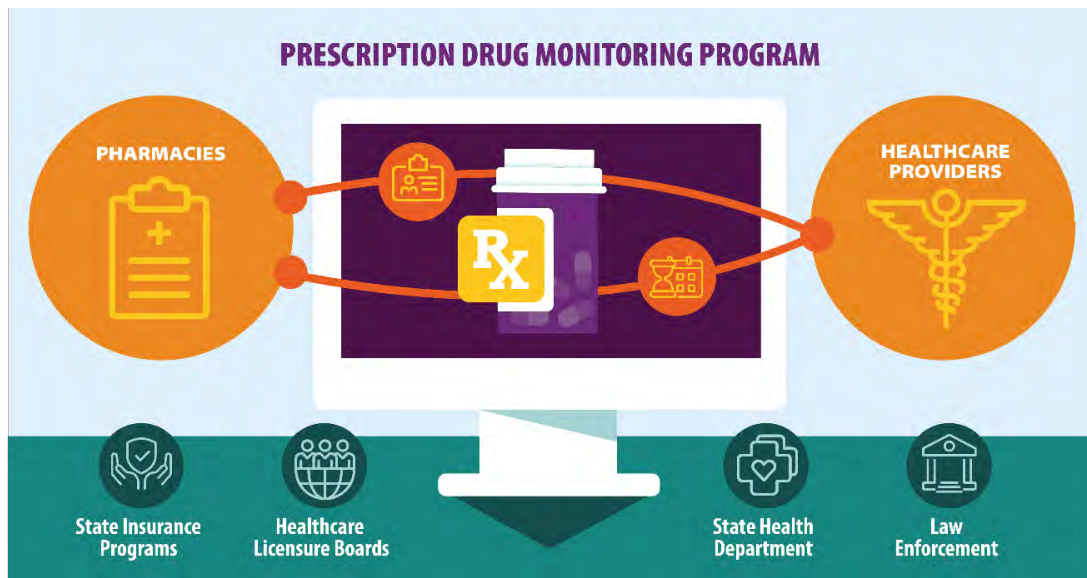 PRESCRIPTION DRUG MONITORING PROGRAM
PHARMACIES
HEALTHCARE
PROVIDERS
Rx
State Insurance
Programs
Healthcare
Licensure Boards
State Health
Department
Law
Enforcement